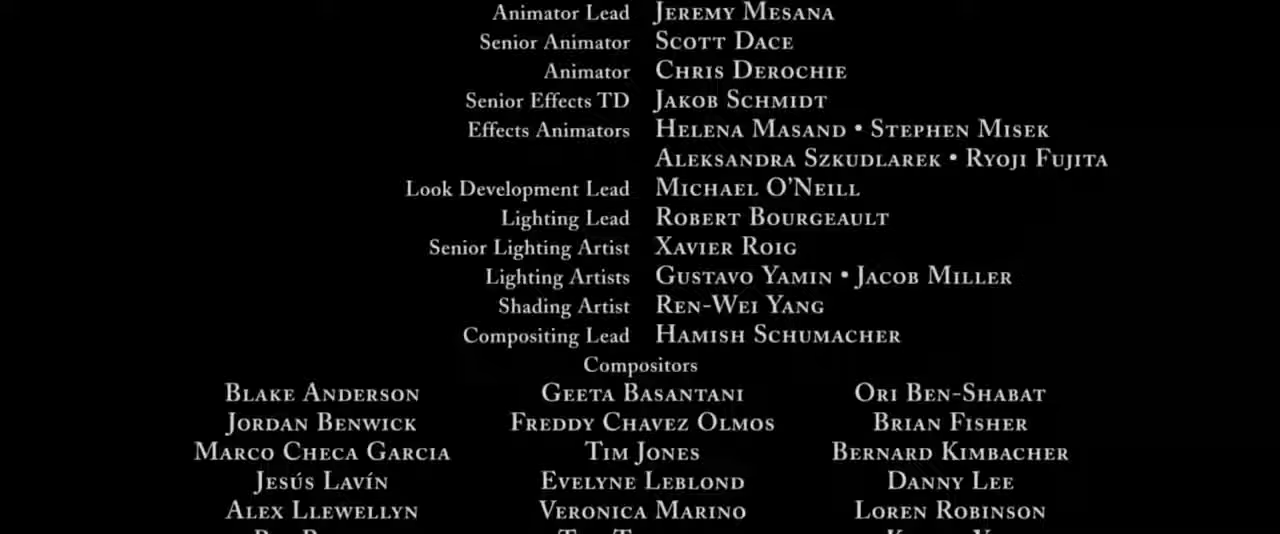 Animator Lead JEREMY MESANA
Senior Animator SCOTT DACE
Animator CHRIS DEROCHIE
Senior Effects TD JAKOB SCHMIDT
Effects Animators HELENA MASAND • STEPHEN MISEK
ALEKSANDRA SZKUDLAREK • RYOJI FUJITA
Look Development Lead MICHAEL O'NEILL
Lighting Lead ROBERT BOURGEAULT
Senior Lighting Artist XAVIER ROIG
Lighting Artists GUSTAVO YAMIN • JACOB MILLER
Shading Artist REN-WEI YANG
Compositing Lead HAMISH SCHUMACHER
Compositors
BLAKE ANDERSON GEETA BASANTANI ORI BEN-SHABAT
JORDAN BENWICK FREDDY CHAVEZ OLMOS BRIAN FISHER
MARCO CHECA GARCIA TIM JONES BERNARD KIMBACHER
JESÚS LAVÍN EVELYNE LEBLOND DANNY LEE
ALEX LLEWELLYN VERONICA MARINO LOREN ROBINSON